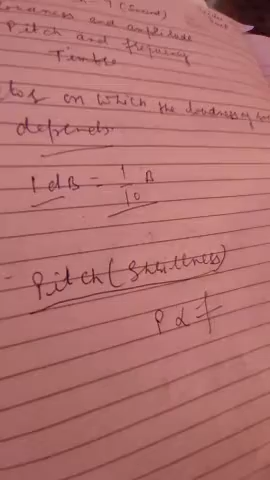 (Sound)
Loudness and amplitude
Pitch and frequency
Timbre
on which the loudness of
depends
1 dB = 1/10 B
Pitch (Shrillness)
P α f